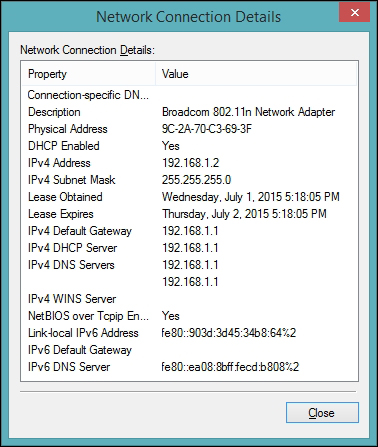 Network Connection Details
Network Connection Details:
Property Value
Connection-specific DN...
Description Broadcom 802.11n Network Adapter
Physical Address 9C-2A-70-C3-69-3F
DHCP Enabled Yes
IPv4 Address 192.168.1.2
IPv4 Subnet Mask 255.255.255.0
Lease Obtained Wednesday, July 1, 2015 5:18:05 PM
Lease Expires Thursday, July 2, 2015 5:18:05 PM
IPv4 Default Gateway 192.168.1.1
IPv4 DHCP Server 192.168.1.1
IPv4 DNS Servers 192.168.1.1
192.168.1.1
IPv4 WINS Server
NetBIOS over Tcpip En... Yes
Link-local IPv6 Address fe80::903d:3d45:34b8:64%2
IPv6 Default Gateway
IPv6 DNS Server fe80::ea08:8bff:fecd:b808%2
Close